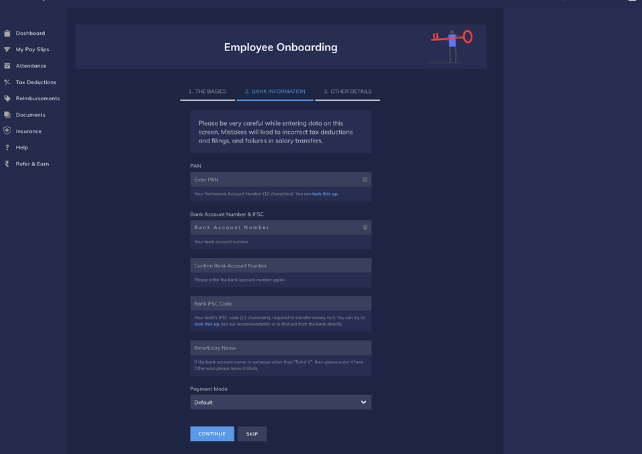 Dashboard
My Pay Slips
Attendance
Tax Deductions
Reimbursements
Documents
Insurance
Help
Refer & Earn
Employee Onboarding
1. THE BASICS
2. BANK INFORMATION
3. OTHER DETAILS
Please be very careful while entering data on this
screen. Mistakes will lead to incorrect tax deductions
and filings, and failures in salary transfers.
PAN
Enter PAN
Your Permanent Account Number (10 characters). You can look this up.
Bank Account Number & IFSC
Bank Account Number
Your bank account number.
Confirm Bank Account Number
Please enter the bank account number again.
Bank IFSC Code
Your bank's IFSC code (11 characters), required to transfer money to it. You can try to
look this up, but our recommendation is to find out from the bank directly.
Beneficiary Name
If the bank account owner is someone other than "Rohit V", then please enter it here.
Otherwise please leave it blank.
Payment Mode
Default
CONTINUE
SKIP